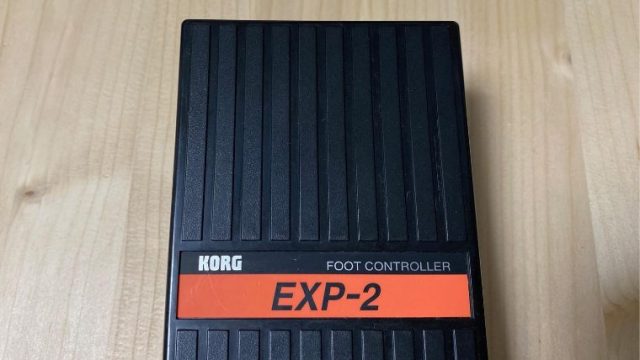 KORG FOOT CONTROLLER
EXP-2